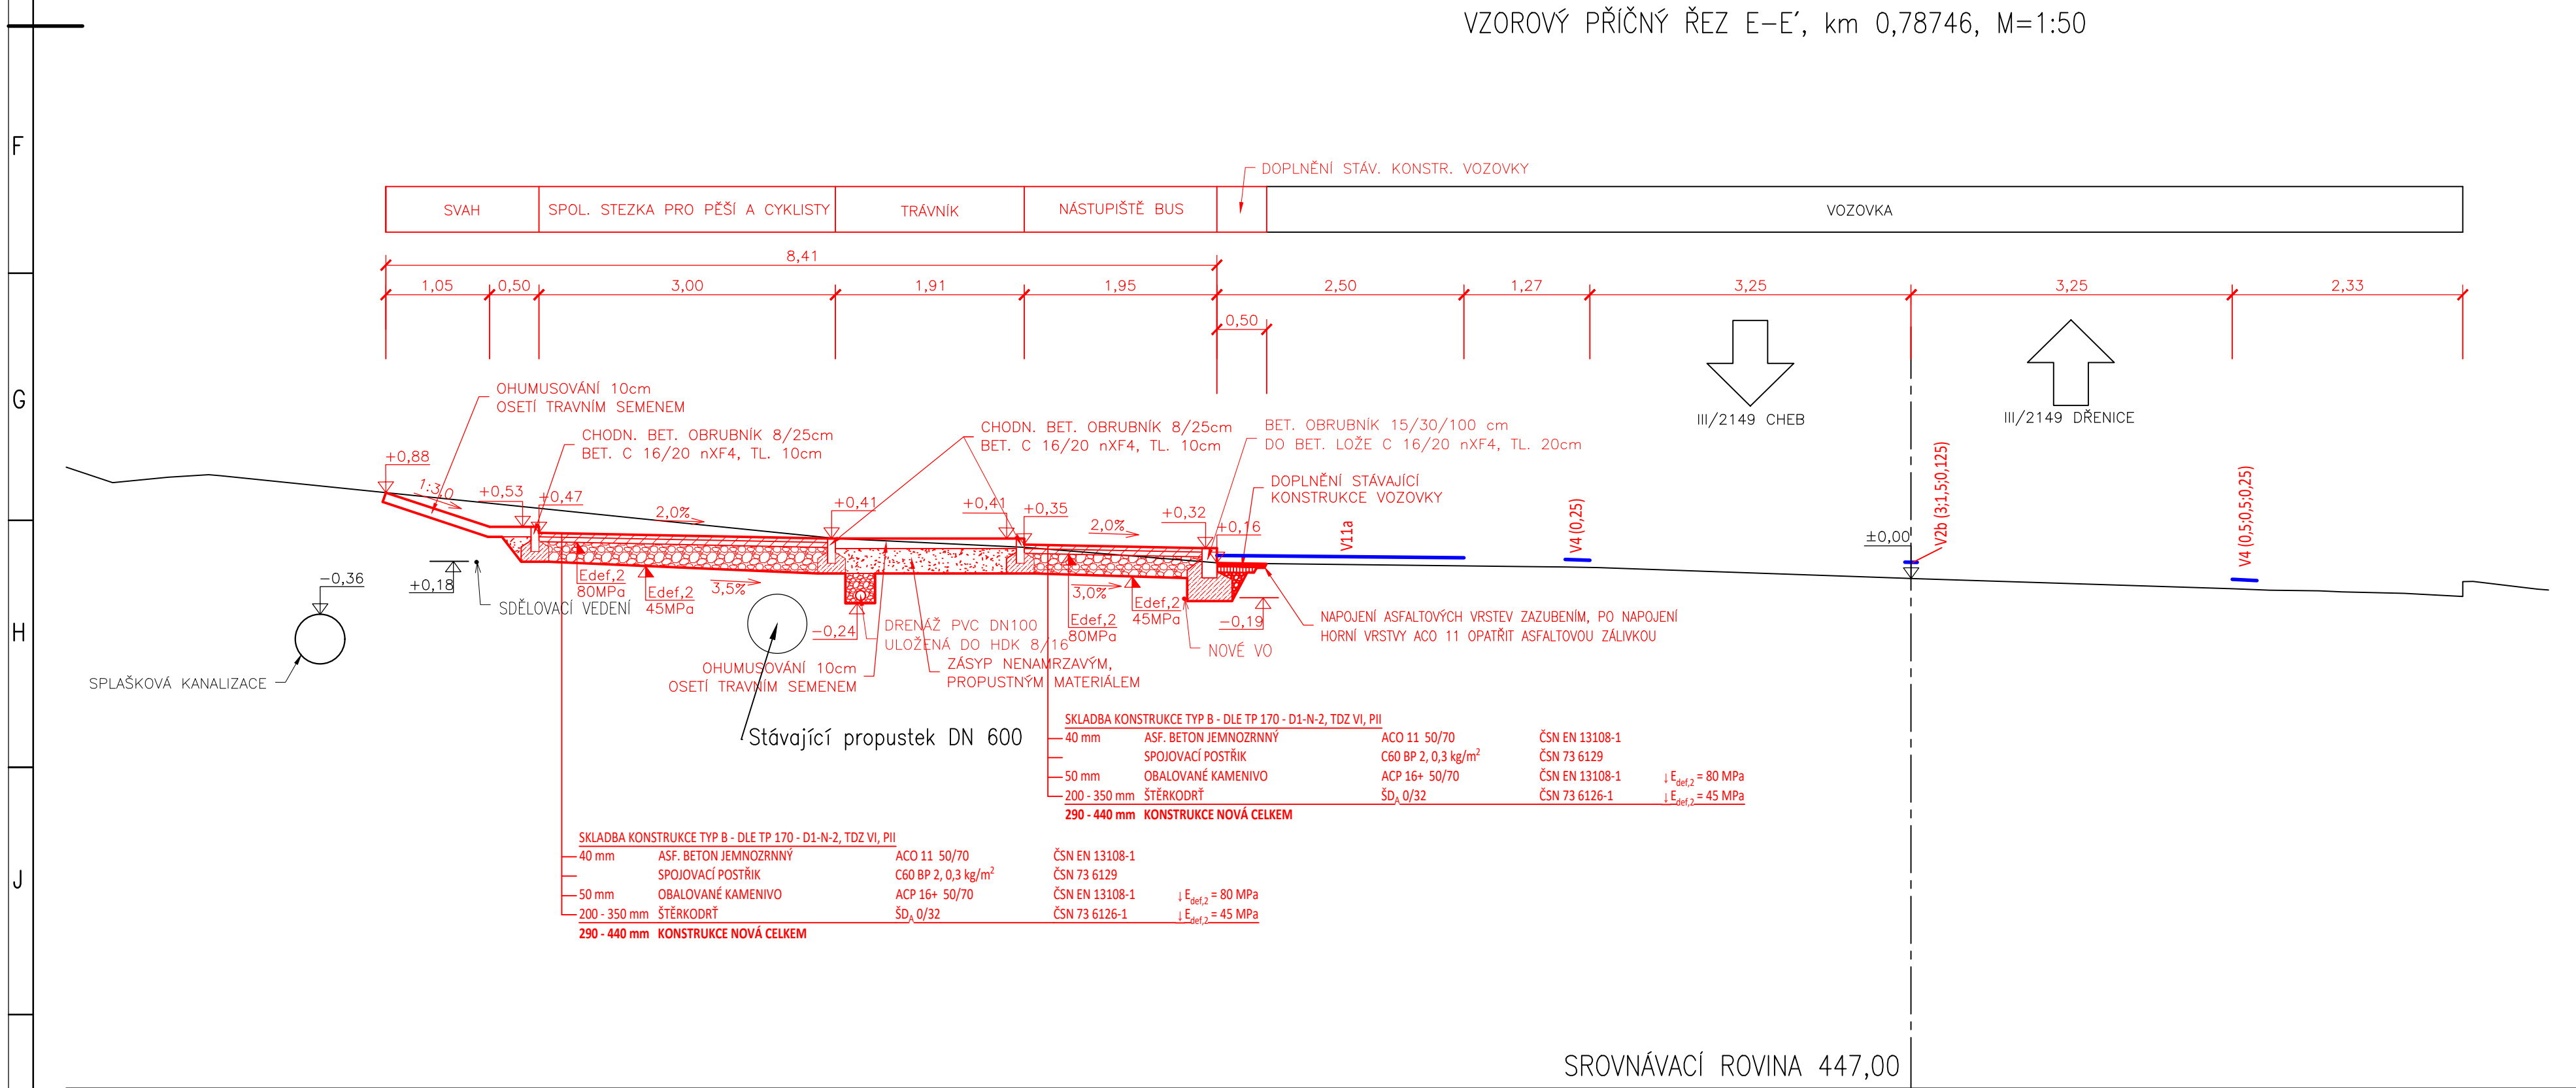 VZOROVÝ PŘÍČNÝ ŘEZ E–E´, km 0,78746, M=1:50
F
DOPLNĚNÍ STÁV. KONSTR. VOZOVKY
SVAH
SPOL. STEZKA PRO PĚŠÍ A CYKLISTY
TRÁVNÍK
NÁSTUPIŠTĚ BUS
VOZOVKA
8,41
1,05
0,50
3,00
1,91
1,95
2,50
1,27
3,25
3,25
2,33
0,50
G
OHUMUSOVÁNÍ 10cm
OSETÍ TRAVNÍM SEMENEM
CHODN. BET. OBRUBNÍK 8/25cm
BET. C 16/20 nXF4, TL. 10cm
CHODN. BET. OBRUBNÍK 8/25cm
BET. C 16/20 nXF4, TL. 10cm
BET. OBRUBNÍK 15/30/100 cm
DO BET. LOŽE C 16/20 nXF4, TL. 20cm
DOPLNĚNÍ STÁVAJÍCÍ
KONSTRUKCE VOZOVKY
III/2149 CHEB
III/2149 DŘENICE
+0,88
1:3,0
+0,53
+0,47
2,0%
+0,41
+0,41
+0,35
2,0%
+0,32
+0,16
V11a
V4 (0,25)
±0,00
V2b (3;1,5;0,125)
V4 (0,5;0,5;0,25)
H
−0,36
+0,18
SDĚLOVACÍ VEDENÍ
Edef,2
80MPa
Edef,2
45MPa
3,5%
−0,24
DRENÁŽ PVC DN100
ULOŽENÁ DO HDK 8/16
Edef,2
80MPa
3,0%
Edef,2
45MPa
−0,19
NOVÉ VO
NAPOJENÍ ASFALTOVÝCH VRSTEV ZAZUBENÍM, PO NAPOJENÍ
HORNÍ VRSTVY ACO 11 OPATŘIT ASFALTOVOU ZÁLIVKOU
SPLAŠKOVÁ KANALIZACE
OHUMUSOVÁNÍ 10cm
OSETÍ TRAVNÍM SEMENEM
ZÁSYP NENAMRZAVÝM,
PROPUSTNÝM MATERIÁLEM
Stávající propustek DN 600
SKLADBA KONSTRUKCE TYP B - DLE TP 170 - D1-N-2, TDZ VI, PII
40 mm ASF. BETON JEMNOZRNNÝ ACO 11 50/70 ČSN EN 13108-1
SPOJOVACÍ POSTŘIK C60 BP 2, 0,3 kg/m² ČSN 73 6129
50 mm OBALOVANÉ KAMENIVO ACP 16+ 50/70 ČSN EN 13108-1 ↓E def,2 = 80 MPa
200 - 350 mm ŠTĚRKODRŤ ŠDA 0/32 ČSN 73 6126-1 ↓E def,2 = 45 MPa
290 - 440 mm KONSTRUKCE NOVÁ CELKEM
J
SKLADBA KONSTRUKCE TYP B - DLE TP 170 - D1-N-2, TDZ VI, PII
40 mm ASF. BETON JEMNOZRNNÝ ACO 11 50/70 ČSN EN 13108-1
SPOJOVACÍ POSTŘIK C60 BP 2, 0,3 kg/m² ČSN 73 6129
50 mm OBALOVANÉ KAMENIVO ACP 16+ 50/70 ČSN EN 13108-1 ↓E def,2 = 80 MPa
200 - 350 mm ŠTĚRKODRŤ ŠDA 0/32 ČSN 73 6126-1 ↓E def,2 = 45 MPa
290 - 440 mm KONSTRUKCE NOVÁ CELKEM
SROVNÁVACÍ ROVINA 447,00